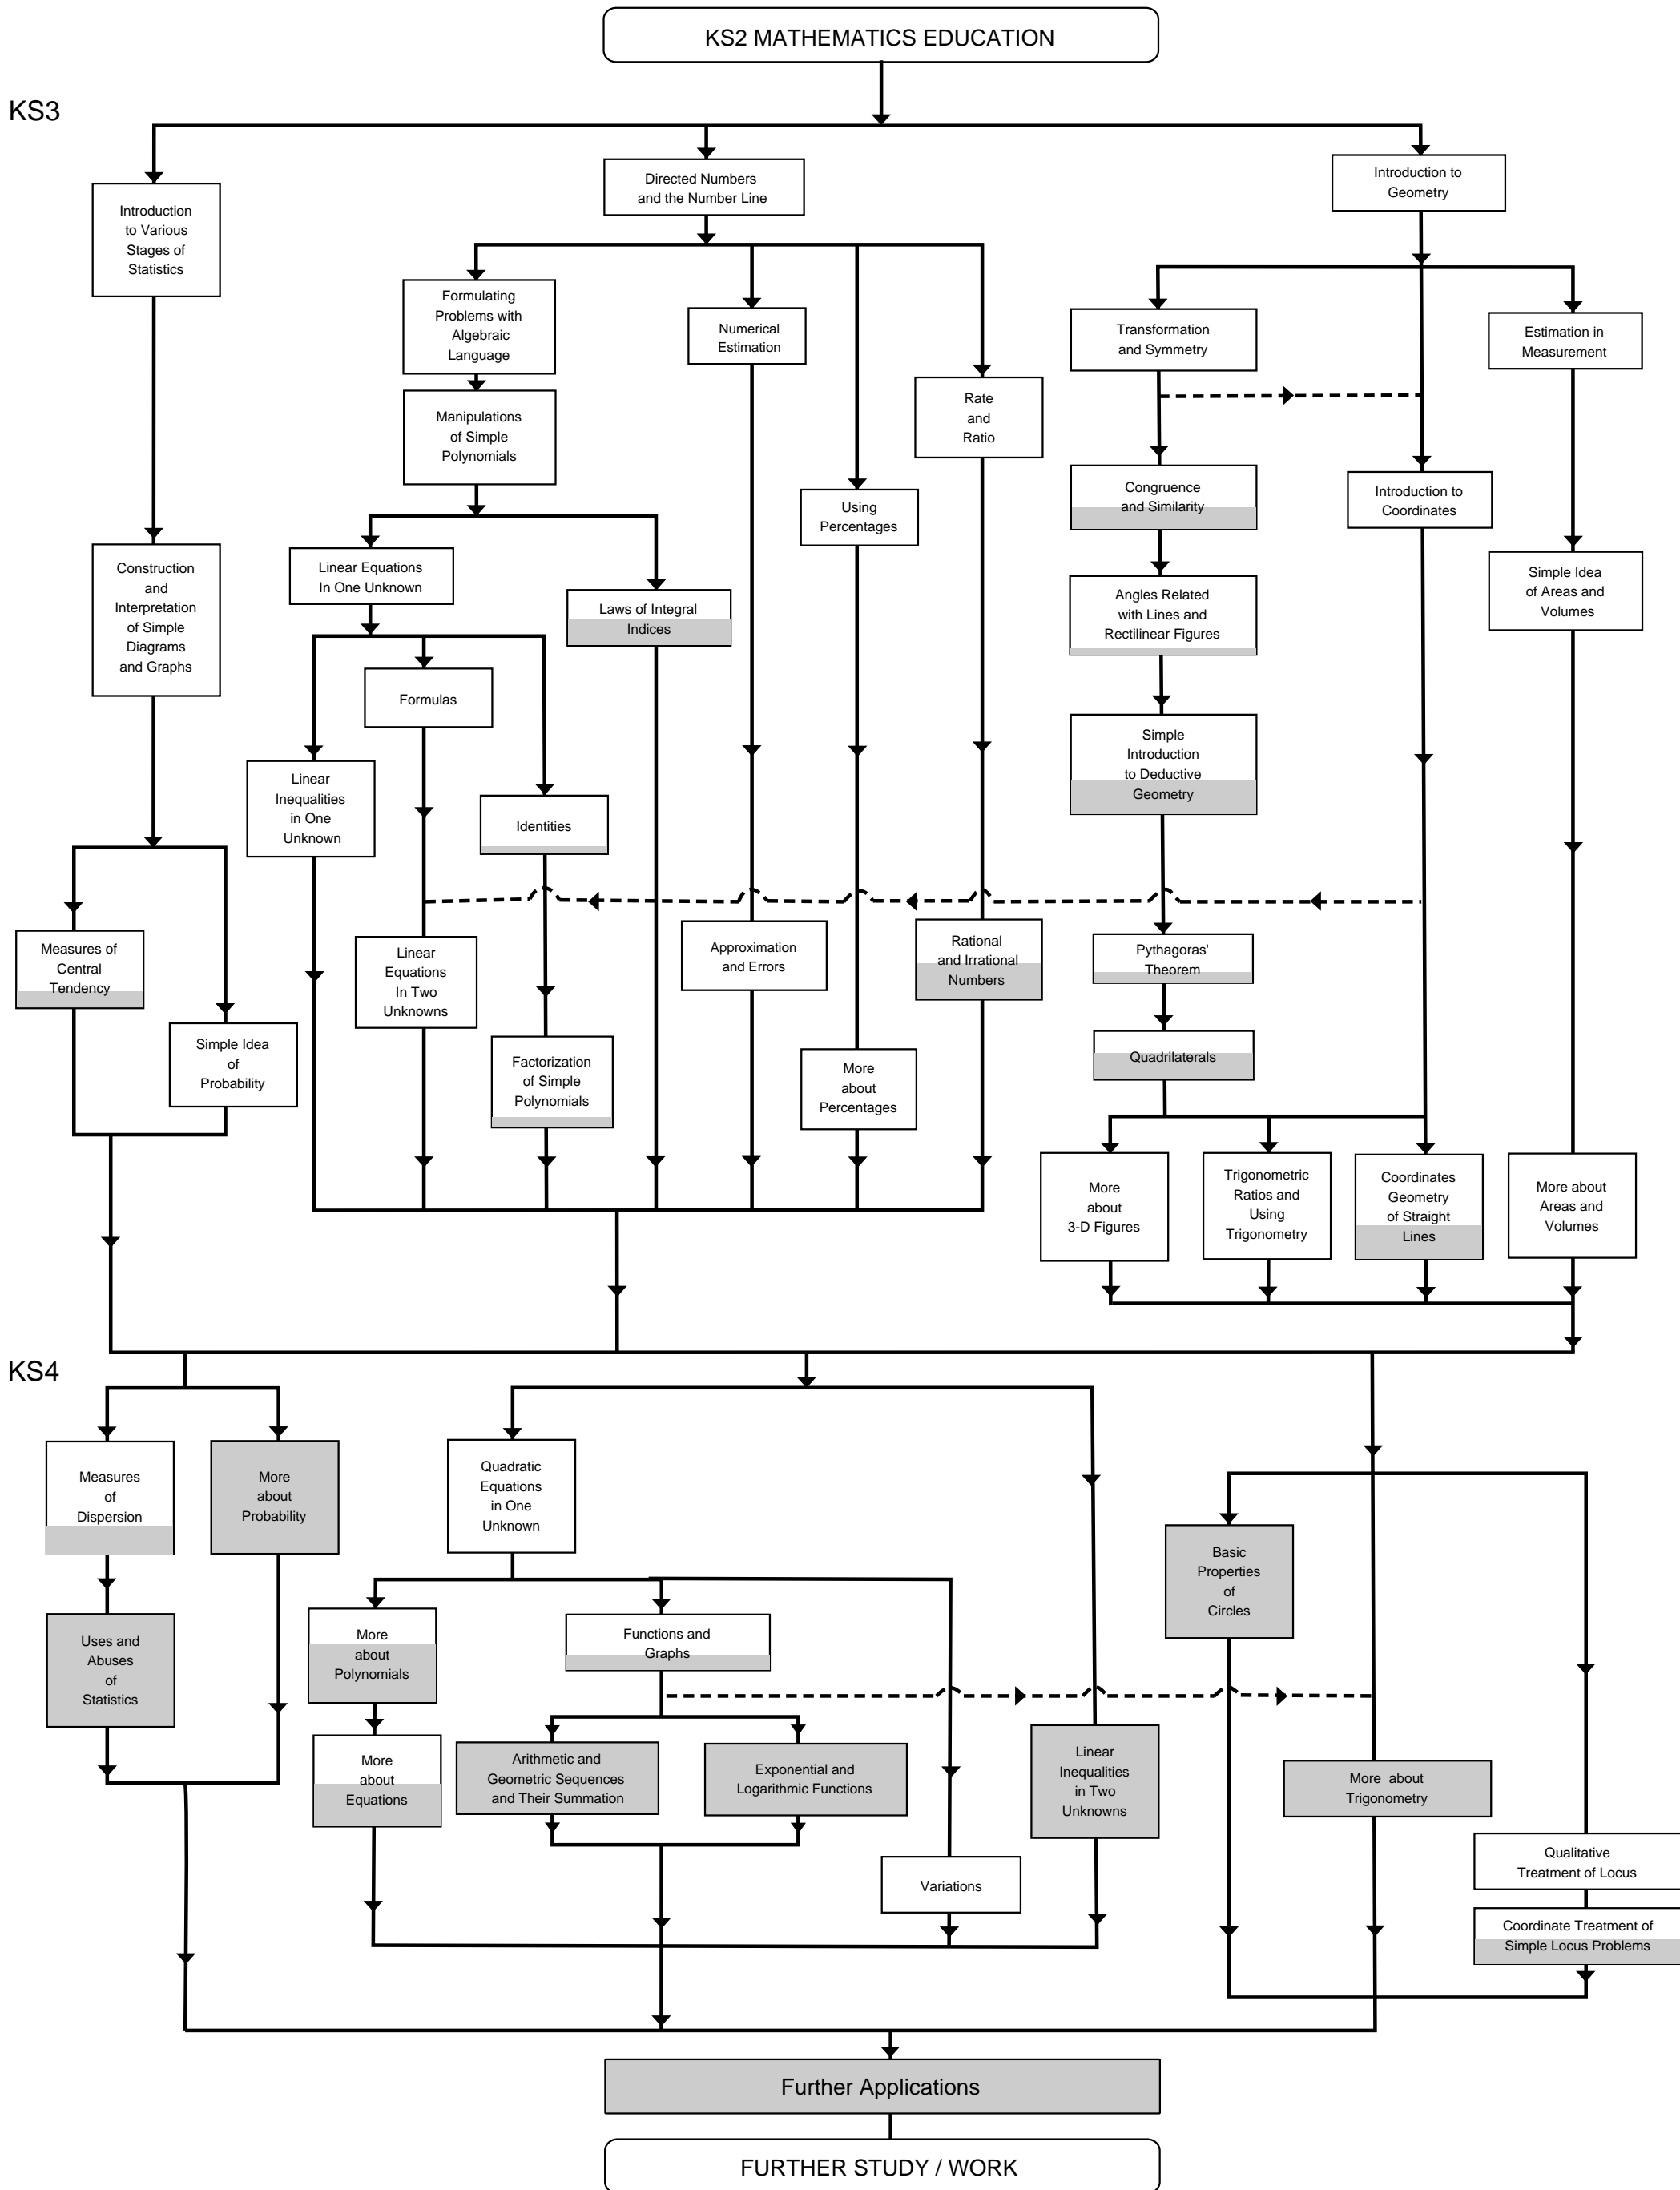 KS2 MATHEMATICS EDUCATION
KS3
Directed Numbers
and the Number Line
Introduction to
Geometry
Introduction
to Various
Stages of
Statistics
Formulating
Problems with
Algebraic
Language
Numerical
Estimation
Transformation
and Symmetry
Estimation in
Measurement
Rate
and
Ratio
Manipulations
of Simple
Polynomials
Congruence
and Similarity
Introduction to
Coordinates
Using
Percentages
Construction
and
Interpretation
of Simple
Diagrams
and Graphs
Linear Equations
In One Unknown
Laws of Integral
Indices
Angles Related
with Lines and
Rectilinear Figures
Simple Idea
of Areas and
Volumes
Formulas
Simple
Introduction
to Deductive
Geometry
Linear
Inequalities
in One
Unknown
Identities
Measures of
Central
Tendency
Linear
Equations
In Two
Unknowns
Approximation
and Errors
Rational
and Irrational
Numbers
Pythagoras'
Theorem
Simple Idea
of
Probability
Factorization
of Simple
Polynomials
More
about
Percentages
Quadrilaterals
More
about
3-D Figures
Trigonometric
Ratios and
Using
Trigonometry
Coordinates
Geometry
of Straight
Lines
More about
Areas and
Volumes
KS4
Measures
of
Dispersion
More
about
Probability
Quadratic
Equations
in One
Unknown
Basic
Properties
of
Circles
Uses and
Abuses
of
Statistics
More
about
Polynomials
Functions and
Graphs
More
about
Equations
Arithmetic and
Geometric Sequences
and Their Summation
Exponential and
Logarithmic Functions
Linear
Inequalities
in Two
Unknowns
More about
Trigonometry
Variations
Qualitative
Treatment of Locus
Coordinate Treatment of
Simple Locus Problems
Further Applications
FURTHER STUDY / WORK